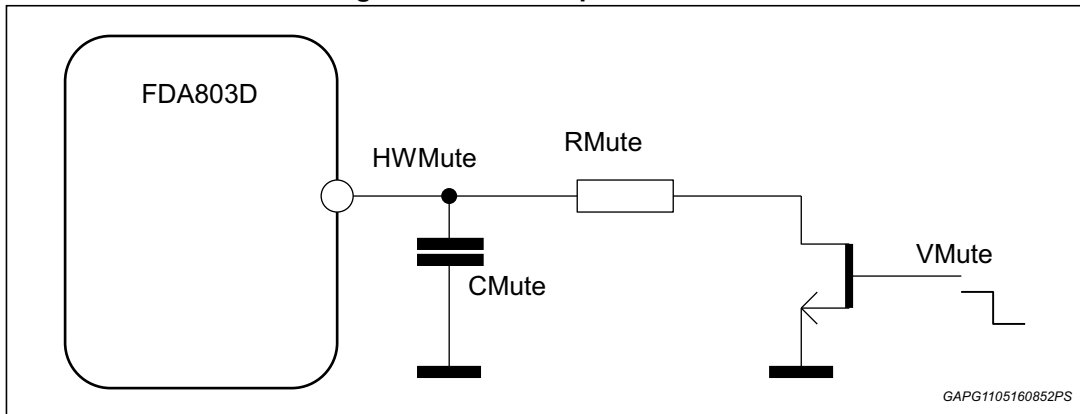 FDA803D
HWMute
RMute
CMute
VMute
GAPG1105160852PS